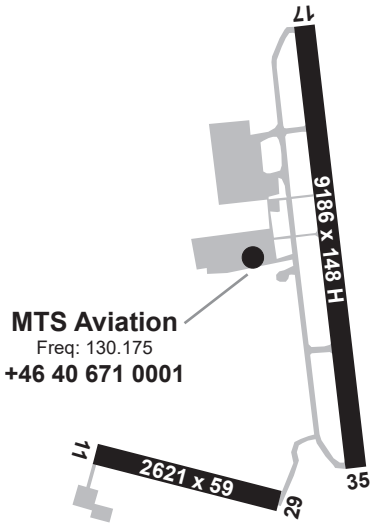 17
9186 x 148 H
MTS Aviation
Freq: 130.175
+46 40 671 0001
11
2621 x 59
29
35